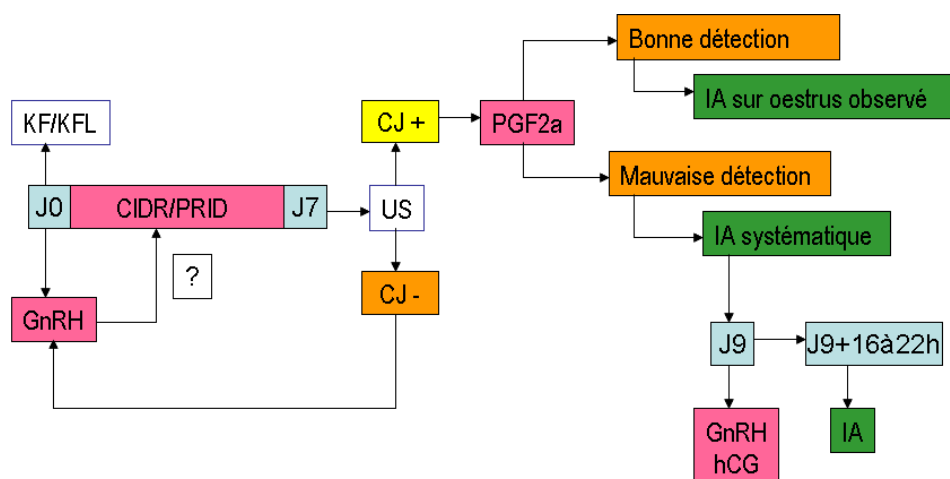 Bonne détection
IA sur oestrus observé
KF/KFL
CJ +
PGF2a
Mauvaise détection
J0
CIDR/PRID
J7
US
IA systématique
?
CJ -
GnRH
J9
J9+16à22h
GnRH
hCG
IA